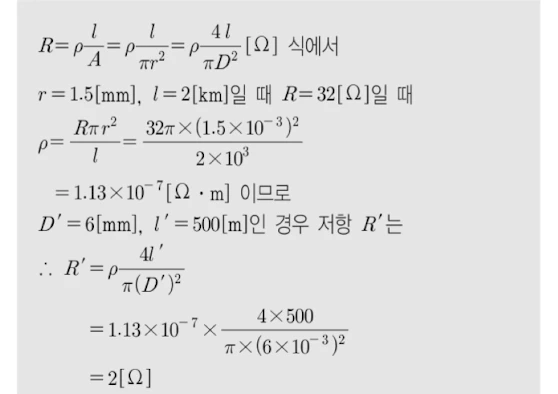 R=ρ l/A=ρ l/πr²=ρ 4l/πD² [Ω] 식에서
r=1.5[mm], l=2[km]일 때 R=32[Ω]일 때
ρ= Rπr²/l = 32π×(1.5×10⁻³)²/2×10³
=1.13×10⁻⁷[Ω·m] 이므로
D′=6[mm], l′=500[m]인 경우 저항 R′는
∴ R′=ρ 4l′/π(D′)²
=1.13×10⁻⁷× 4×500/π×(6×10⁻³)²
=2[Ω]